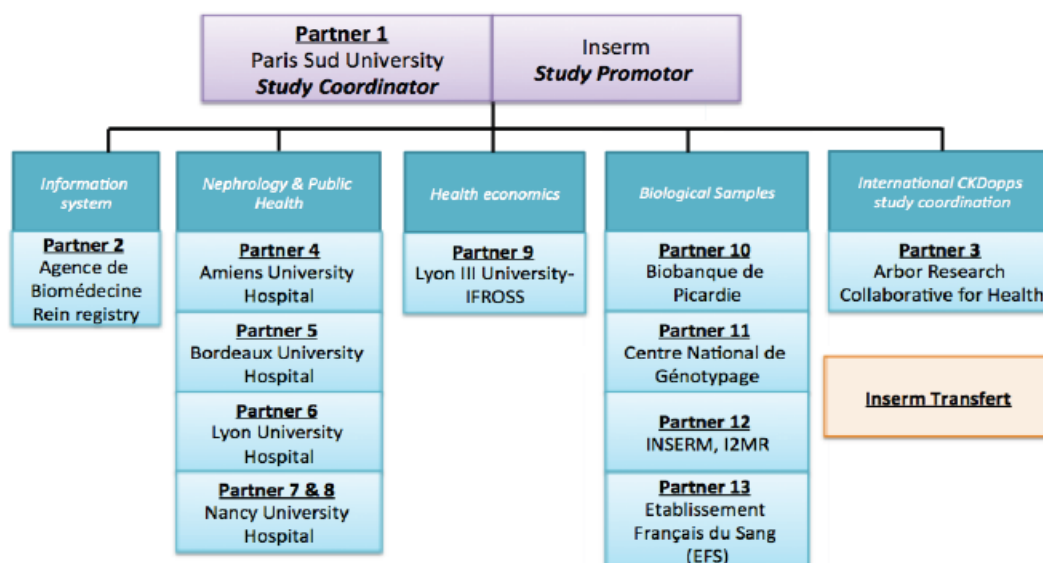 Partner 1
Paris Sud University
Study Coordinator
Inserm
Study Promotor
Information
system
Partner 2
Agence de
Biomédecine
Rein registry
Nephrology & Public
Health
Partner 4
Amiens University
Hospital
Partner 5
Bordeaux University
Hospital
Partner 6
Lyon University
Hospital
Partner 7 & 8
Nancy University
Hospital
Health economics
Partner 9
Lyon III University-
IFROSS
Biological Samples
Partner 10
Biobanque de
Picardie
Partner 11
Centre National de
Génotypage
Partner 12
INSERM, I2MR
Partner 13
Etablissement
Français du Sang
(EFS)
International CKDopps
study coordination
Partner 3
Arbor Research
Collaborative for Health
Inserm Transfert